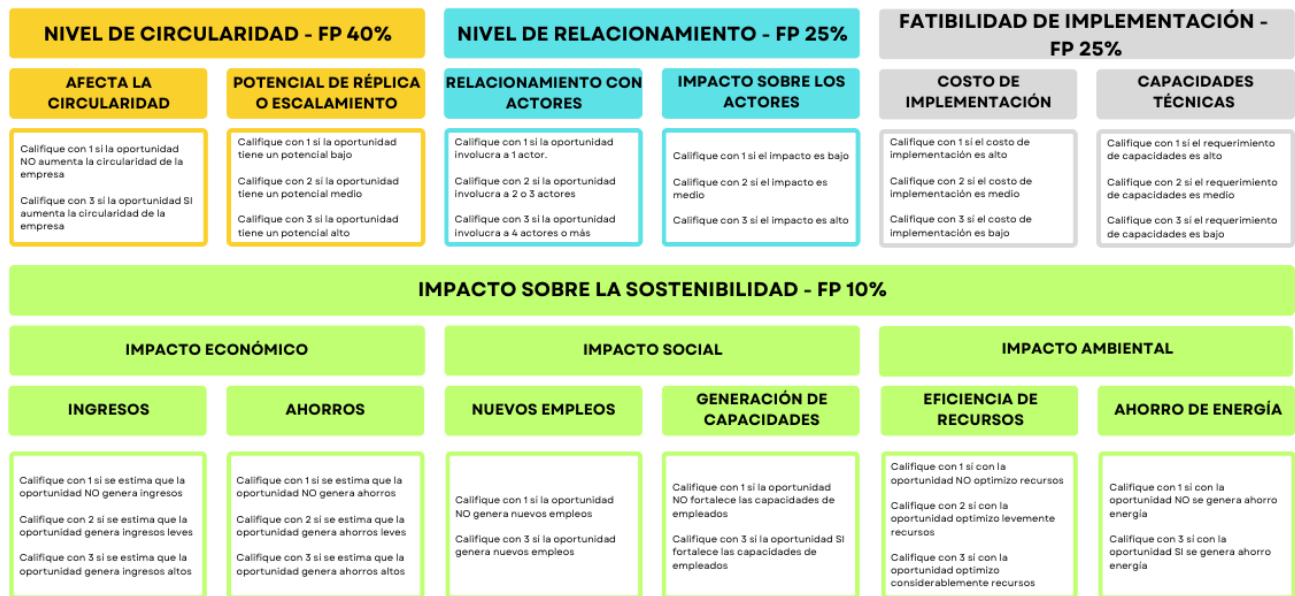 NIVEL DE CIRCULARIDAD - FP 40%
AFECTA LA
CIRCULARIDAD
Califique con 1 si la oportunidad
NO aumenta la circularidad de la
empresa
Califique con 3 si la oportunidad SI
aumenta la circularidad de la
empresa
POTENCIAL DE RÉPLICA
O ESCALAMIENTO
Califique con 1 si la oportunidad
tiene un potencial bajo
Califique con 2 si la oportunidad
tiene un potencial medio
Califique con 3 si la oportunidad
tiene un potencial alto
NIVEL DE RELACIONAMIENTO - FP 25%
RELACIONAMIENTO CON
ACTORES
Califique con 1 si la oportunidad
involucra a 1 actor.
Califique con 2 si la oportunidad
involucra a 2 o 3 actores
Califique con 3 si la oportunidad
involucra a 4 actores o más
IMPACTO SOBRE LOS
ACTORES
Califique con 1 si el impacto es bajo
Califique con 2 si el impacto es
medio
Califique con 3 si el impacto es alto
FATIBILIDAD DE IMPLEMENTACIÓN -
FP 25%
COSTO DE
IMPLEMENTACIÓN
Califique con 1 si el costo de
implementación es alto
Califique con 2 si el costo de
implementación es medio
Califique con 3 si el costo de
implementación es bajo
CAPACIDADES
TÉCNICAS
Califique con 1 si el requerimiento
de capacidades es alto
Califique con 2 si el requerimiento
de capacidades es medio
Califique con 3 si el requerimiento
de capacidades es bajo
IMPACTO SOBRE LA SOSTENIBILIDAD - FP 10%
IMPACTO ECONÓMICO
INGRESOS
Califique con 1 si se estima que la
oportunidad NO genera ingresos
Califique con 2 si se estima que la
oportunidad genera ingresos leves
Califique con 3 si se estima que la
oportunidad genera ingresos altos
AHORROS
Califique con 1 si se estima que la
oportunidad NO genera ahorros
Califique con 2 si se estima que la
oportunidad genera ahorros leves
Califique con 3 si se estima que la
oportunidad genera ahorros altos
IMPACTO SOCIAL
NUEVOS EMPLEOS
Califique con 1 si la oportunidad
NO genera nuevos empleos
Califique con 3 si la oportunidad
genera nuevos empleos
GENERACIÓN DE
CAPACIDADES
Califique con 1 si la oportunidad
NO fortalece las capacidades de
empleados
Califique con 3 si la oportunidad SI
fortalece las capacidades de
empleados
IMPACTO AMBIENTAL
EFICIENCIA DE
RECURSOS
Califique con 1 si con la
oportunidad NO optimizo recursos
Califique con 2 si con la
oportunidad optimizo levemente
recursos
Califique con 3 si con la
oportunidad optimizo
considerablemente recursos
AHORRO DE ENERGÍA
Califique con 1 si con la
oportunidad NO se genera ahorro
energía
Califique con 3 si con la
oportunidad SI se genera ahorro
energía